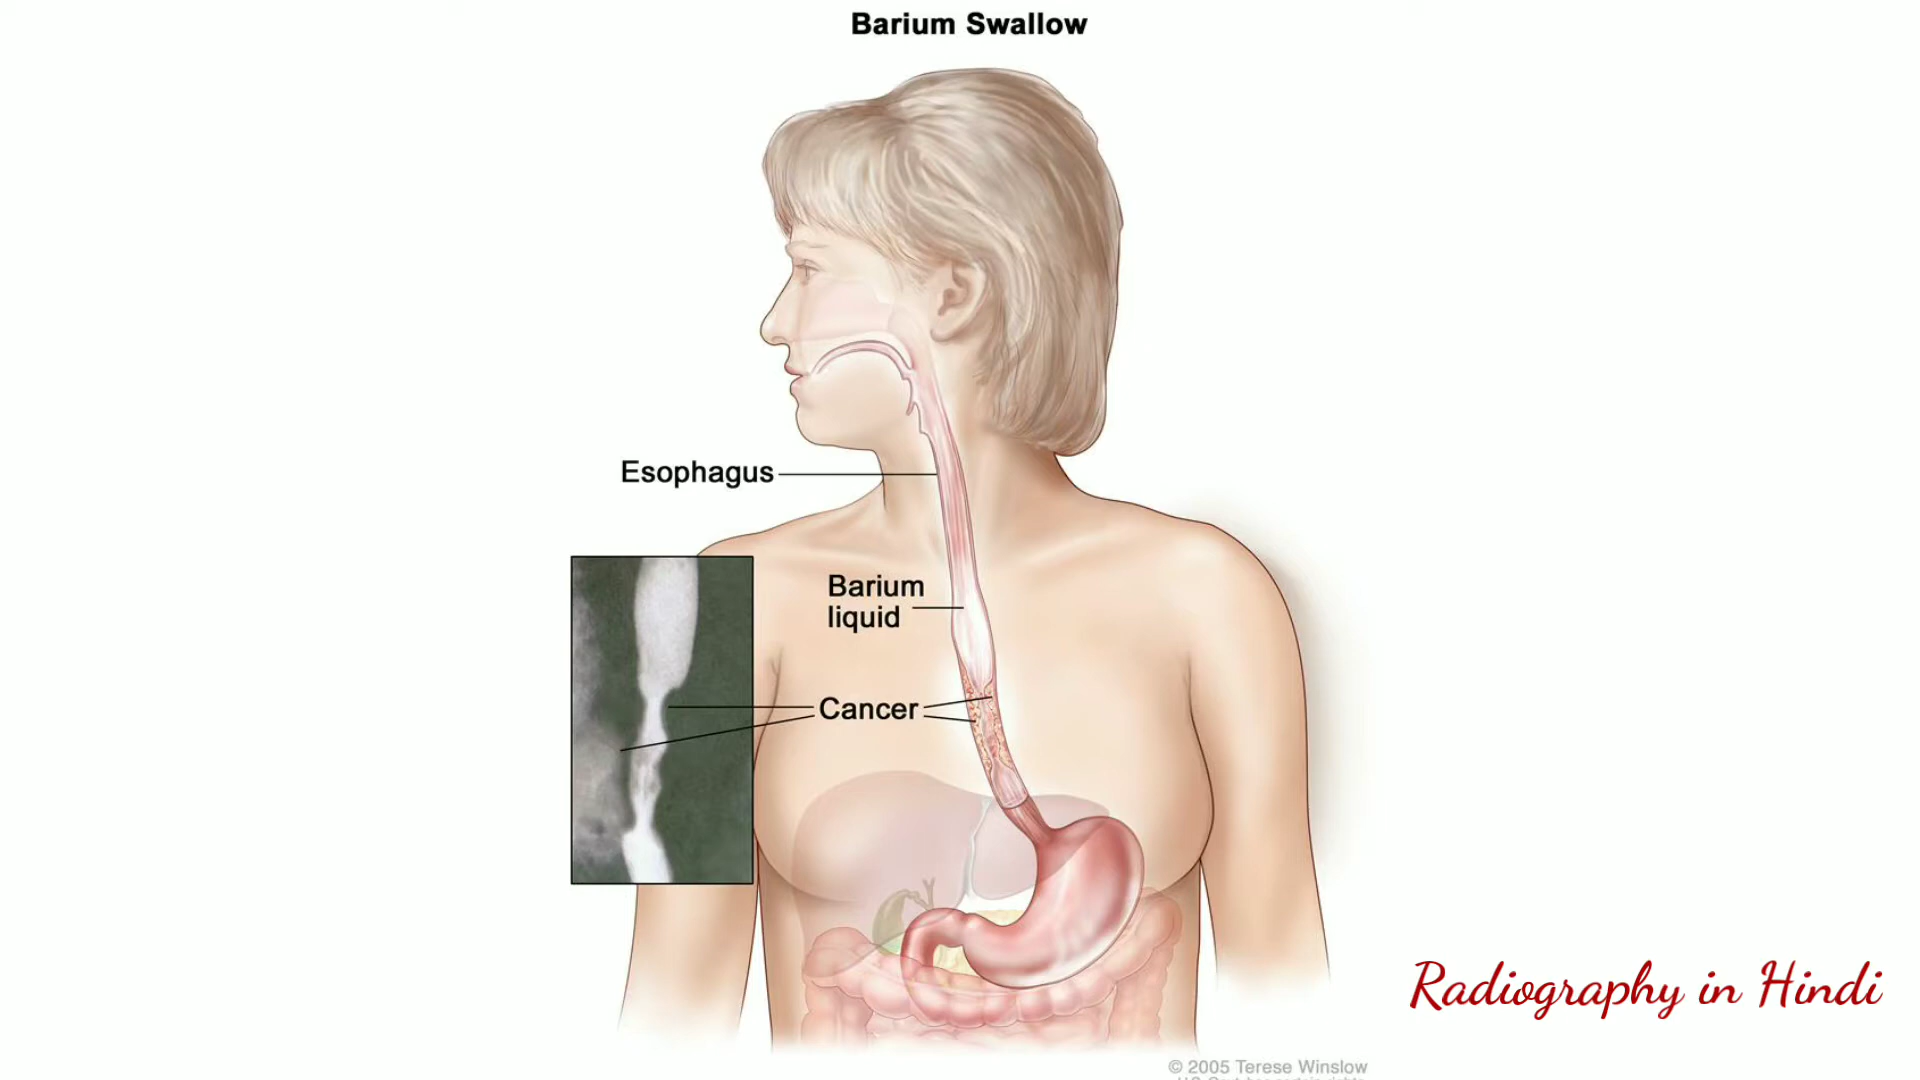 Barium Swallow
Esophagus
Barium
liquid
Cancer
Radiography in Hindi
© 2005 Terese Winslow